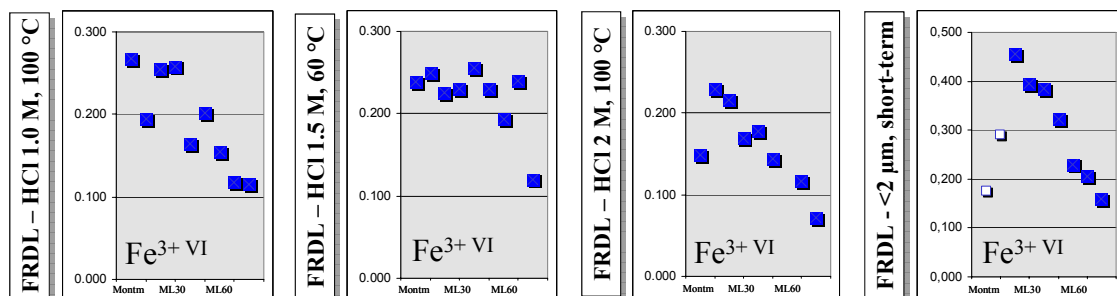 FRDL – HCl 1.0 M, 100 °C
0.300
0.200
0.100
0.000
Fe3+ VI
Montm ML30 ML60
FRDL – HCl 1.5 M, 60 °C
0.300
0.200
0.100
0.000
Fe3+ VI
Montm ML30 ML60
FRDL – HCl 2 M, 100 °C
0.300
0.200
0.100
0.000
Fe3+ VI
Montm ML30 ML60
FRDL - <2 µm, short-term
0,500
0,400
0,300
0,200
0,100
0,000
Fe3+ VI
Montm ML30 ML60